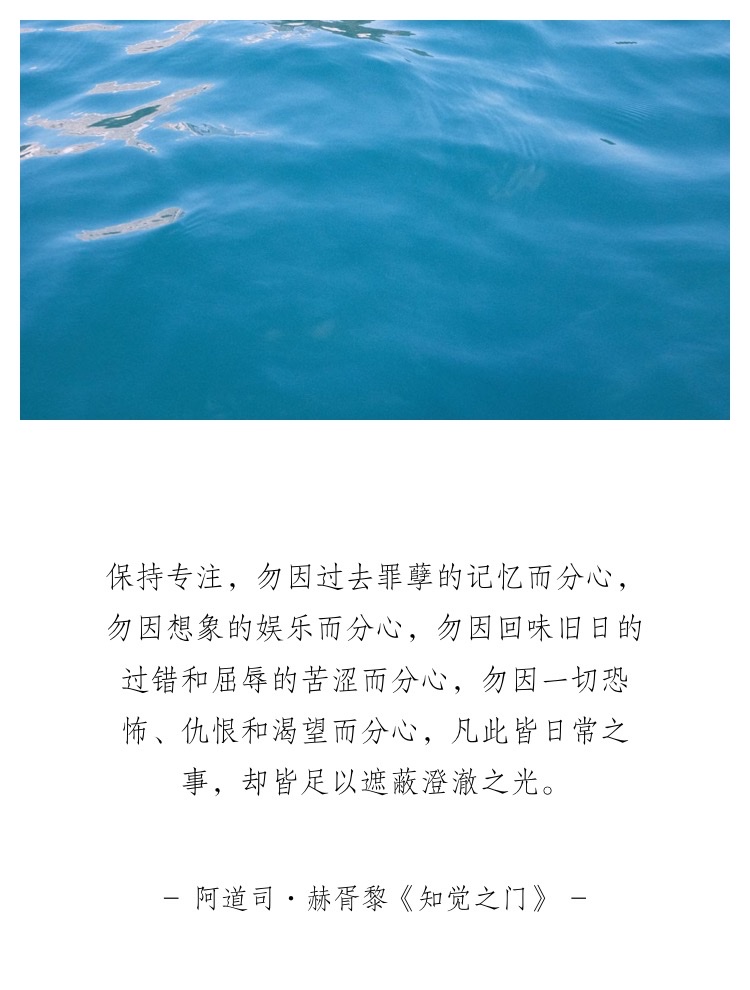 保持专注，勿因过去罪孽的记忆而分心，
勿因想象的娱乐而分心，勿因回味旧日的
过错和屈辱的苦涩而分心，勿因一切恐
怖、仇恨和渴望而分心，凡此皆日常之
事，却皆足以遮蔽澄澈之光。
– 阿道司·赫胥黎《知觉之门》 –